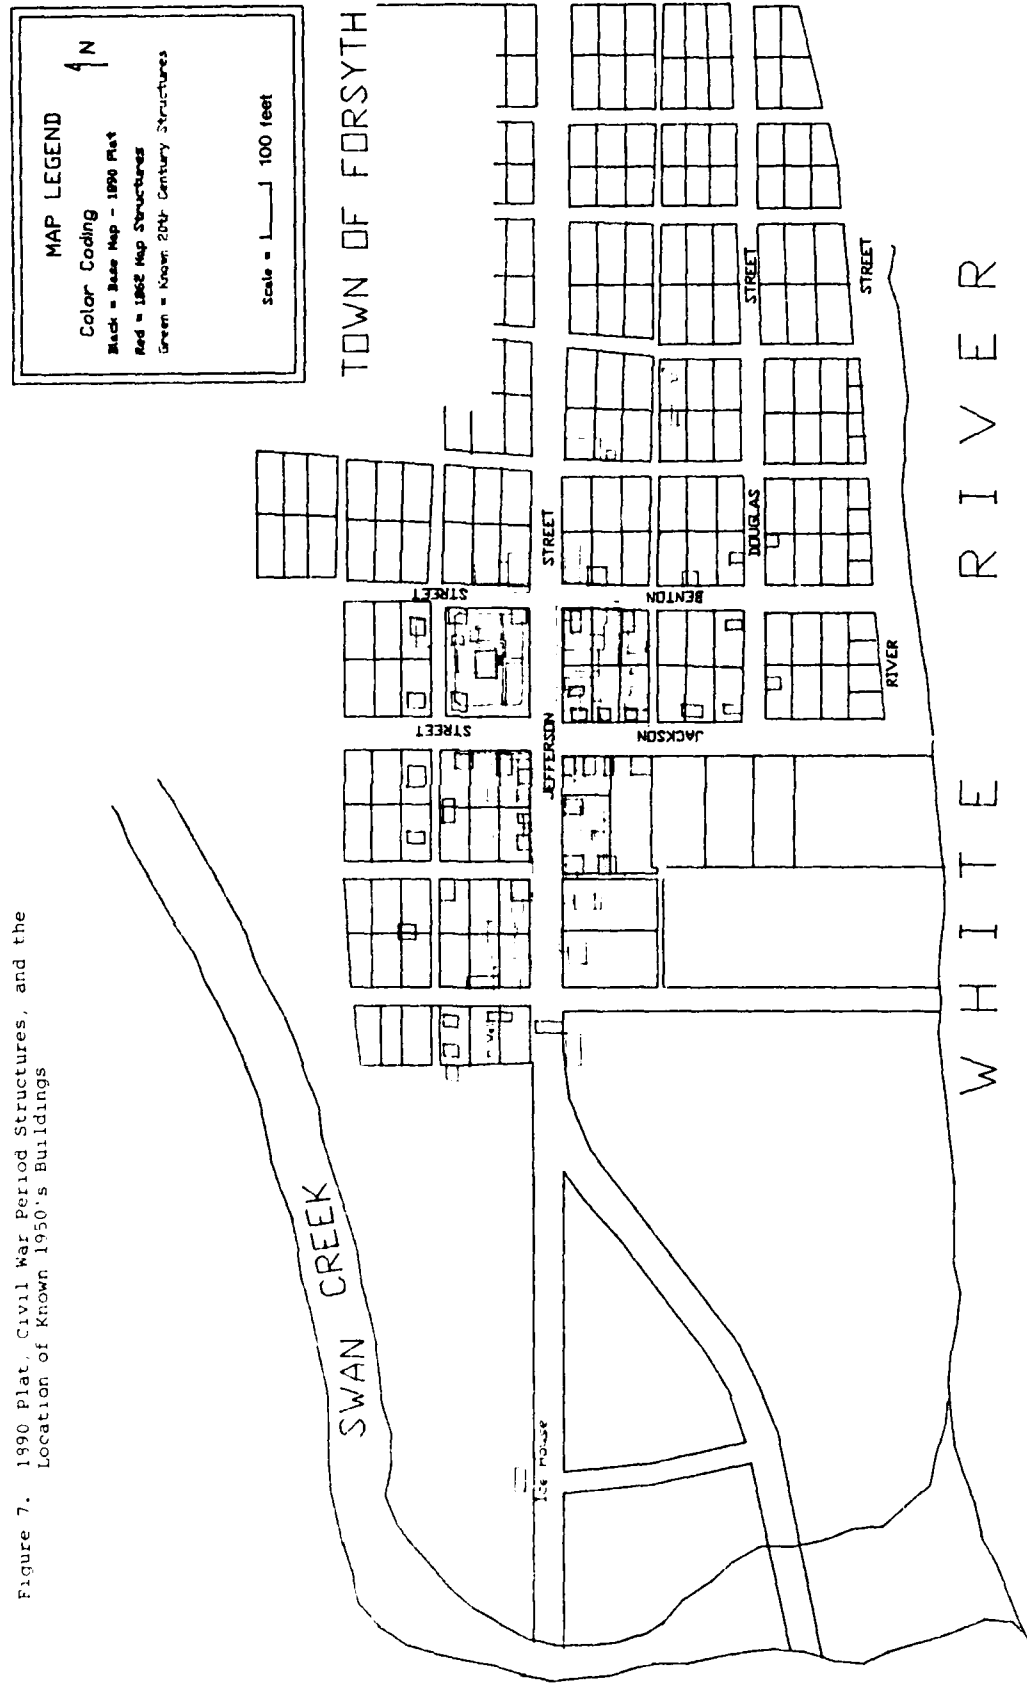 Figure 7. 1890 Plat, Civil War Period Structures, and the
Location of Known 1950's Buildings
MAP LEGEND
N
Color Coding
Black = Base Map - 1890 Plat
Red = 1862 Map Structures
Green = Known 20th Century Structures
Scale = 100 feet
TOWN OF FORSYTH
SWAN CREEK
STREET
STREET
JEFFERSON
STREET
JACKSON
BENTON
DOUGLAS
STREET
RIVER
STREET
Ice House
WHITE RIVER